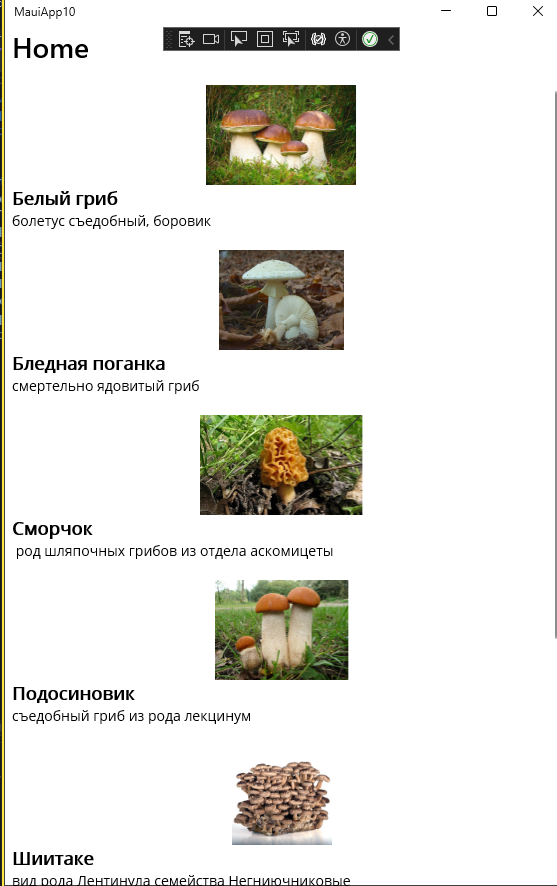 MauiApp10
Home
Белый гриб
болетус съедобный, боровик
Бледная поганка
смертельно ядовитый гриб
Сморчок
род шляпочных грибов из отдела аскомицеты
Подосиновик
съедобный гриб из рода лекцинум
Шиитаке
вид рода Лентинула семейства Негниючниковые